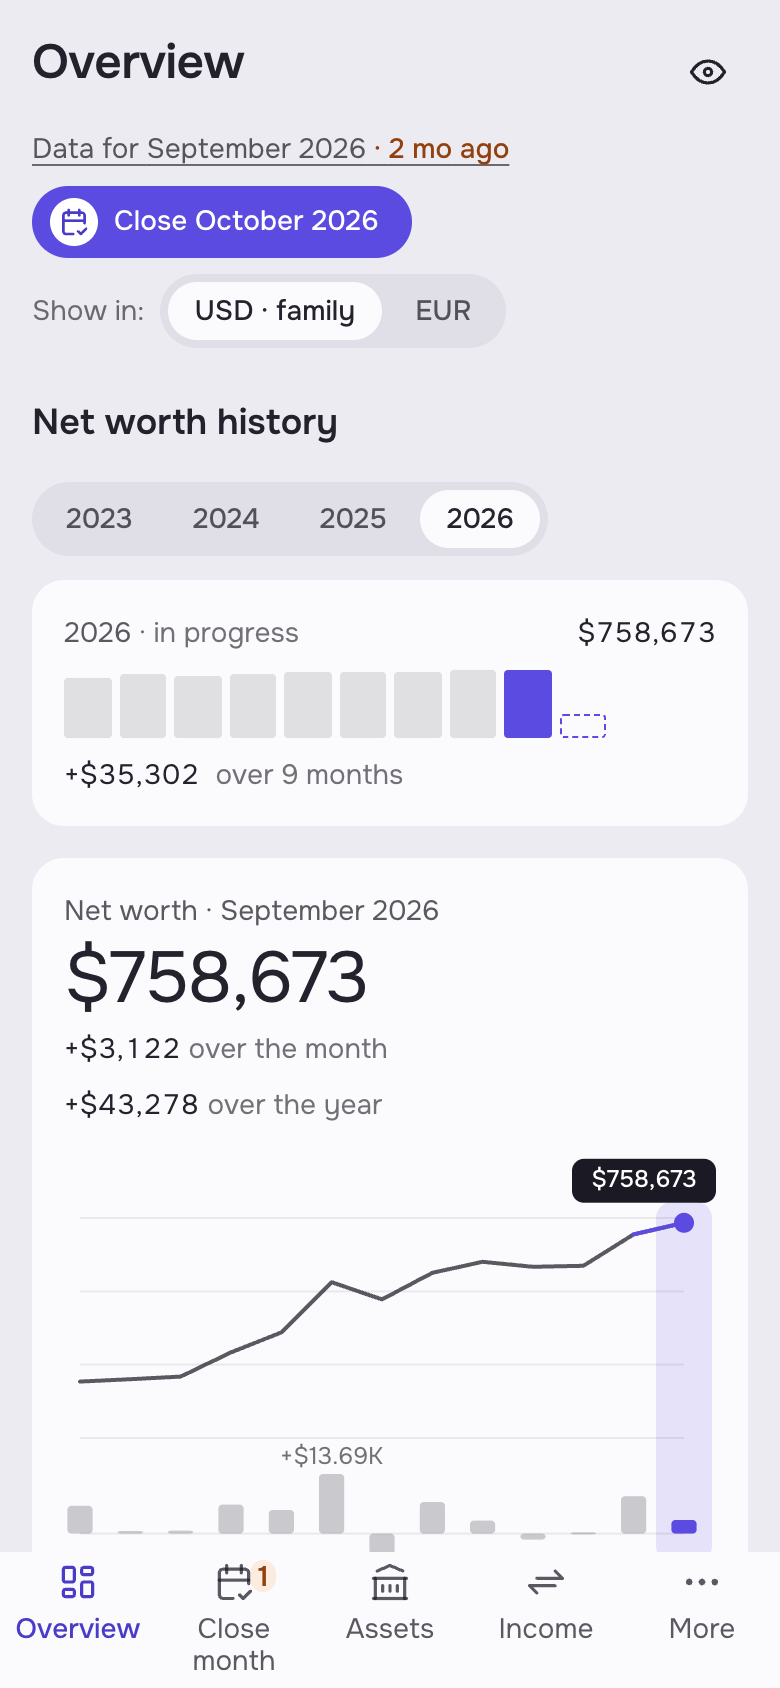 Overview
Data for September 2026 · 2 mo ago
Close October 2026
Show in: USD · family EUR
Net worth history
2023 2024 2025 2026
2026 · in progress $758,673
+$35,302 over 9 months
Net worth · September 2026
$758,673
+$3,122 over the month
+$43,278 over the year
$758,673
+$13.69K
1
Overview Close month Assets Income More